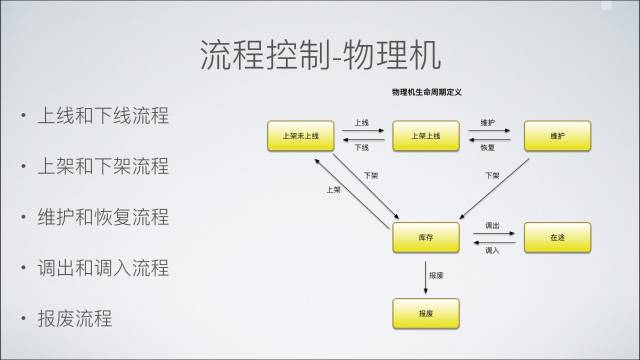 流程控制-物理机
• 上线和下线流程
• 上架和下架流程
• 维护和恢复流程
• 调出和调入流程
• 报废流程
物理机生命周期定义
上架未上线
上线
下线
上架上线
维护
恢复
维护
下架
上架
下架
库存
调出
调入
在途
报废
报废